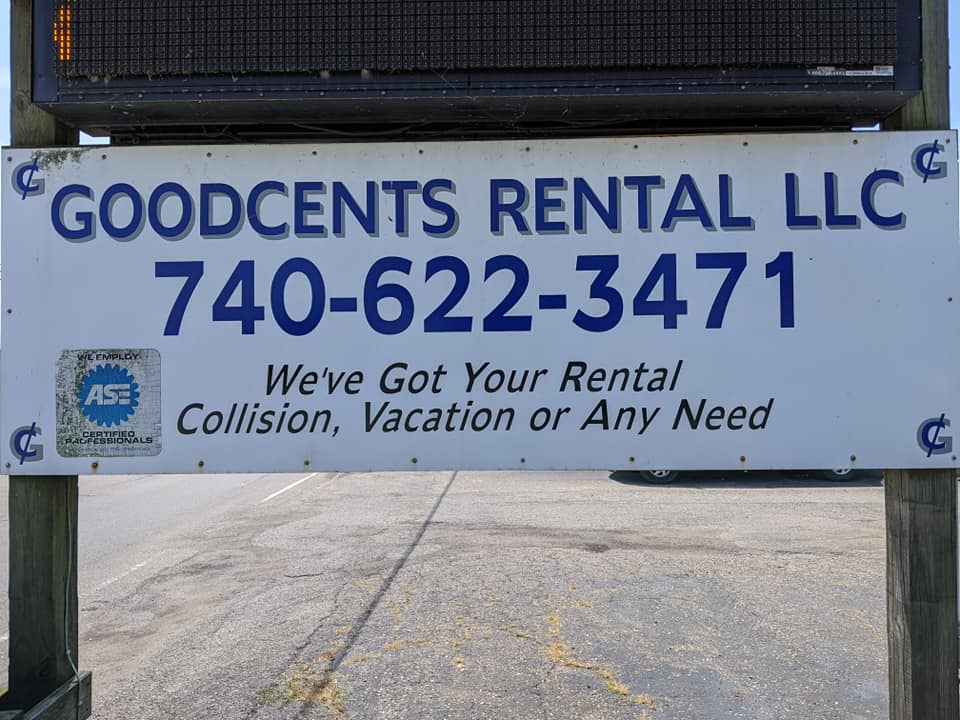 GOODCENTS RENTAL LLC
740-622-3471
We've Got Your Rental
Collision, Vacation or Any Need
WE EMPLOY
ASE
CERTIFIED
PROFESSIONALS